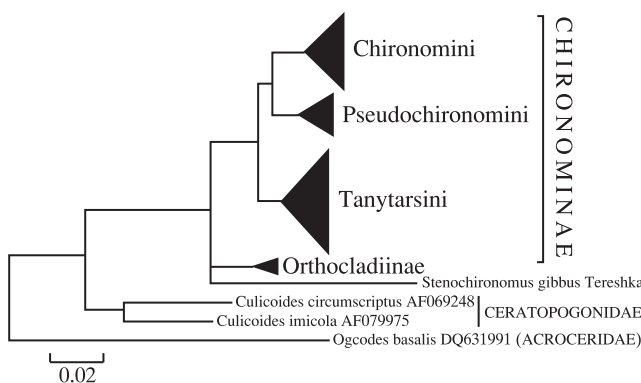 Chironomini
Pseudochironomini
Tanytarsini
CHIRONOMINAE
Orthocladiinae
Stenochironomus gibbus Tereshka
Culicoides circumscriptus AF069248
Culicoides imicola AF079975
CERATOPOGONIDAE
Ogcodes basalis DQ631991 (ACROCERIDAE)
0.02